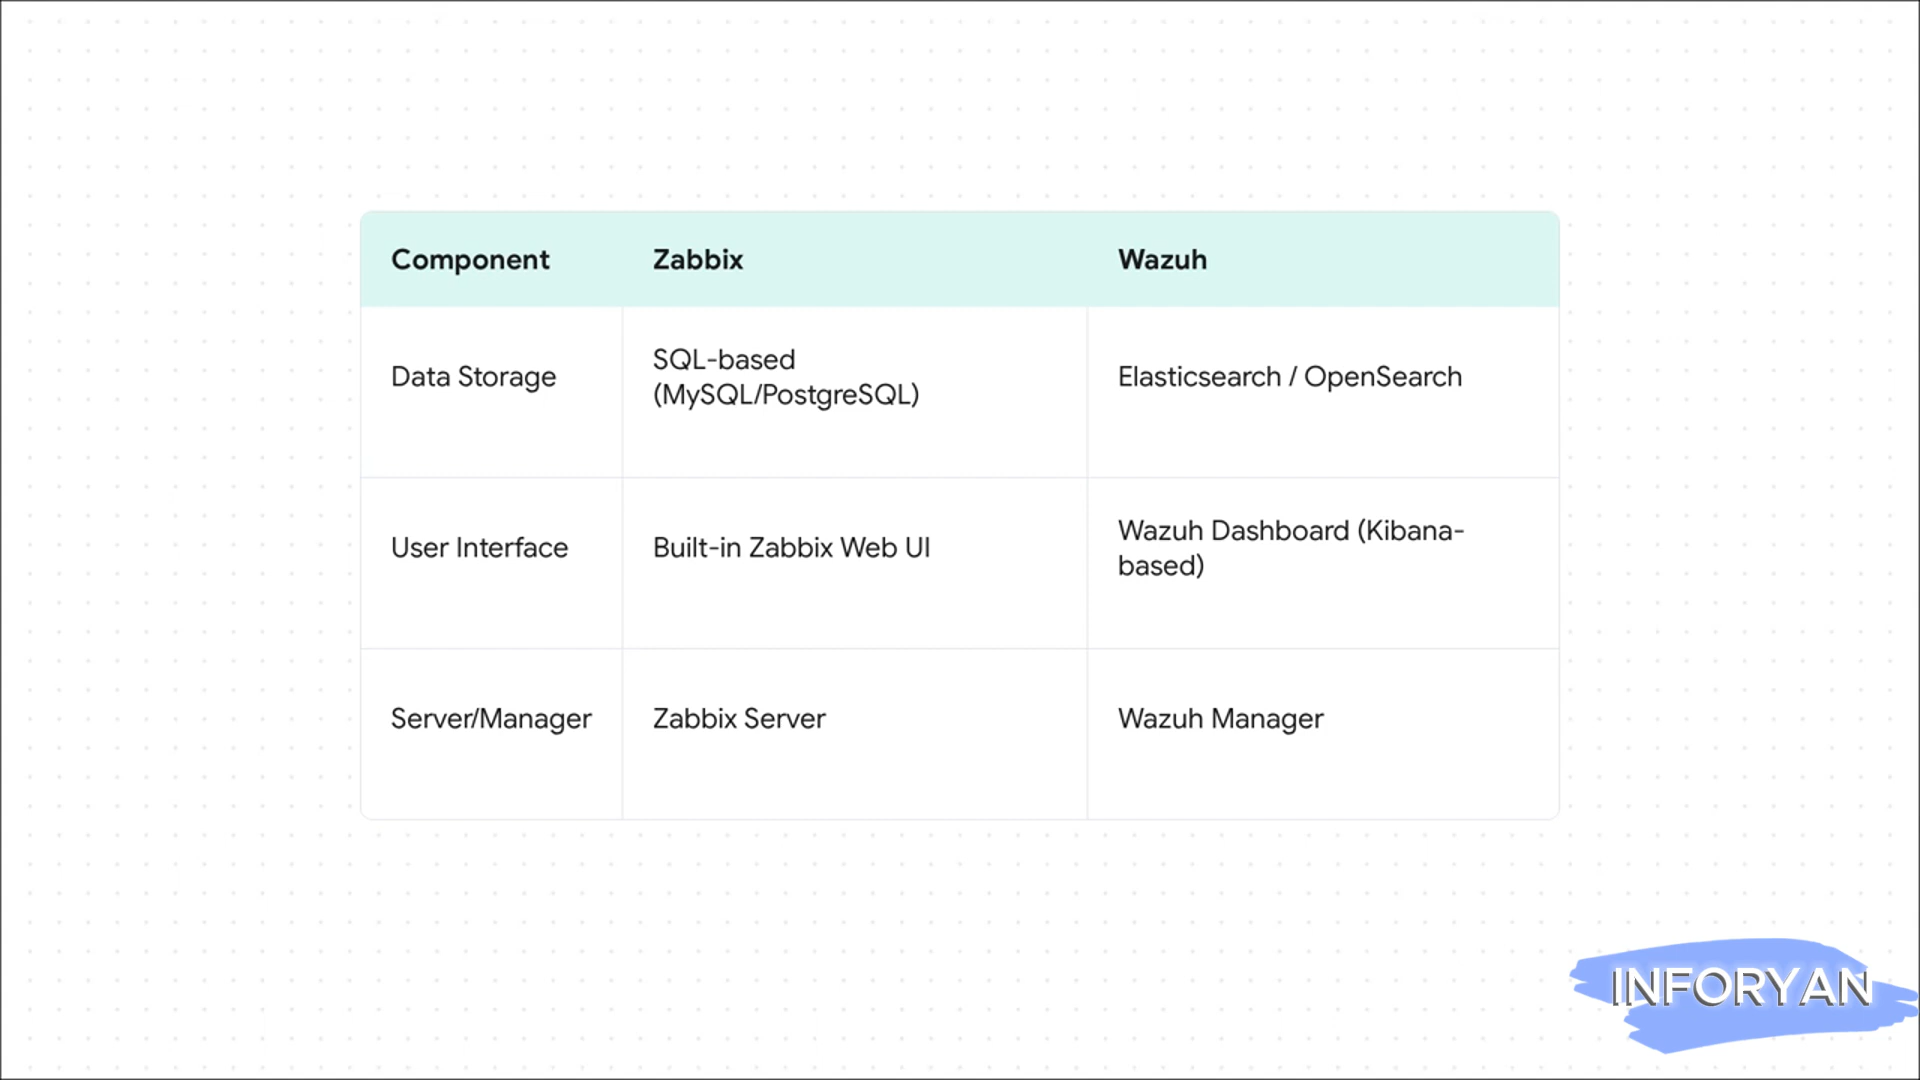 Component Zabbix Wazuh
Data Storage SQL-based
(MySQL/PostgreSQL) Elasticsearch / OpenSearch
User Interface Built-in Zabbix Web UI Wazuh Dashboard (Kibana-
based)
Server/Manager Zabbix Server Wazuh Manager
INFORYAN